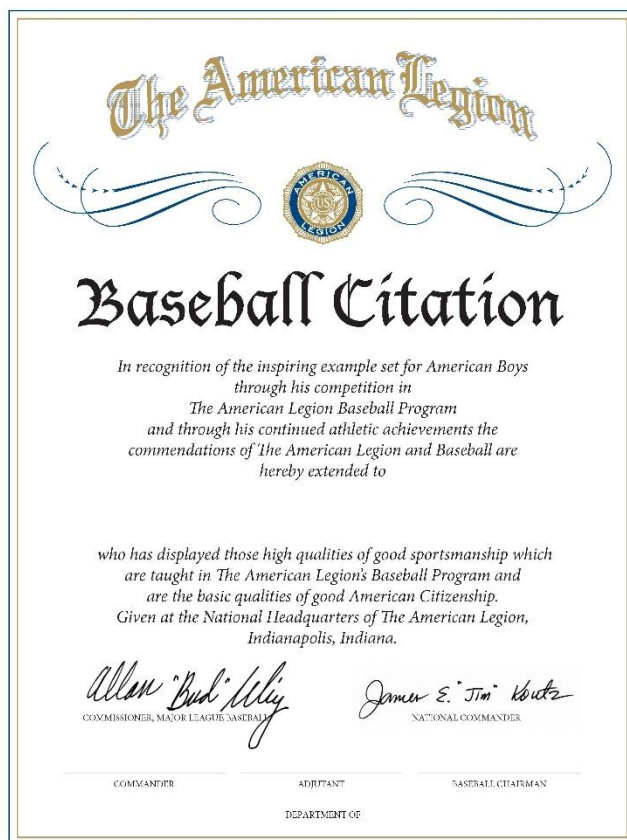 The American Legion
AMERICAN
US
LEGION
Baseball Citation
In recognition of the inspiring example set for American Boys
through his competition in
The American Legion Baseball Program
and through his continued athletic achievements the
commendations of The American Legion and Baseball are
hereby extended to
who has displayed those high qualities of good sportsmanship which
are taught in The American Legion's Baseball Program and
are the basic qualities of good American Citizenship.
Given at the National Headquarters of The American Legion,
Indianapolis, Indiana.
Allan "Bud" Selig
James E. "Jim" Koutz
COMMISSIONER, MAJOR LEAGUE BASEBALL
NATIONAL COMMANDER
COMMANDER
ADJUTANT
BASEBALL CHAIRMAN
DEPARTMENT OF